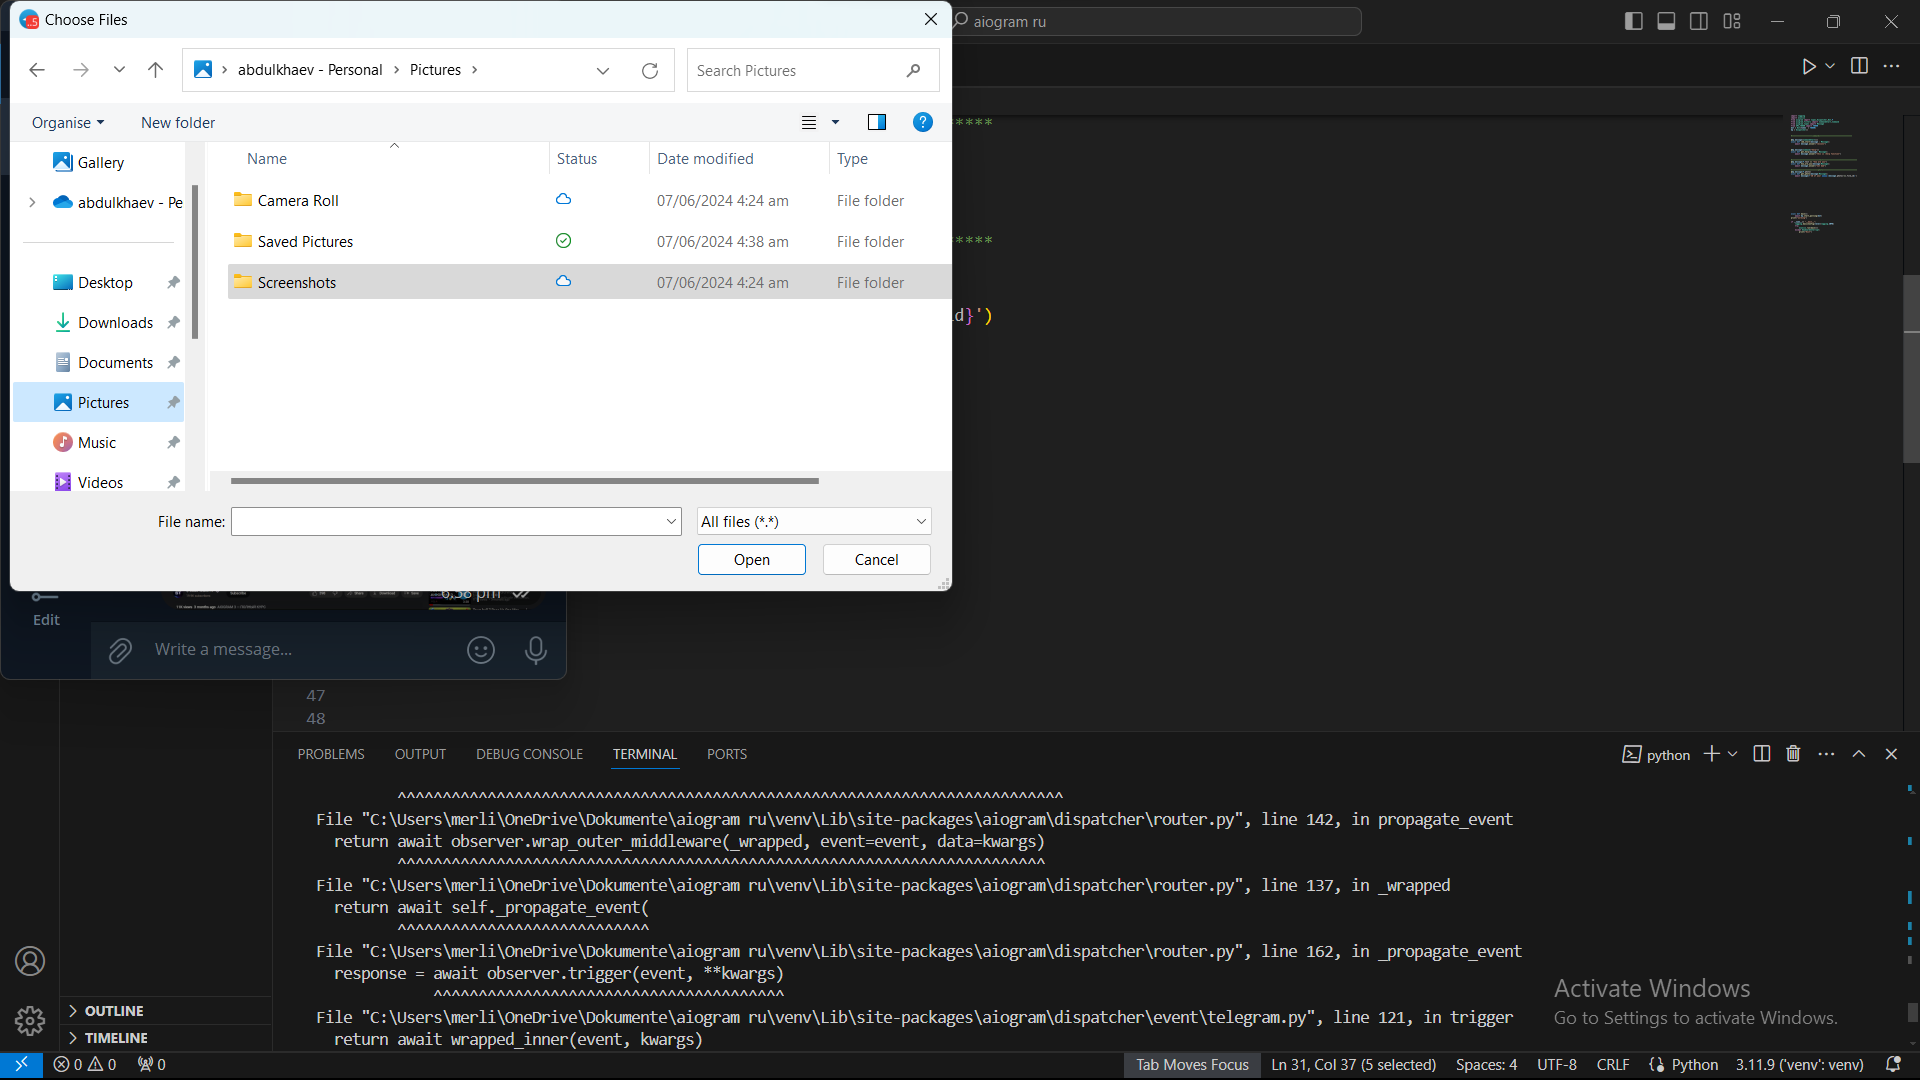 Choose Files
aiogram ru
abdulkhaev - Personal
Pictures
Search Pictures
Organise
New folder
Gallery
abdulkhaev - Pe
Desktop
Downloads
Documents
Pictures
Music
Videos
Name
Status
Date modified
Type
Camera Roll
07/06/2024 4:24 am
File folder
Saved Pictures
07/06/2024 4:38 am
File folder
Screenshots
07/06/2024 4:24 am
File folder
File name:
All files (*.*)
Open
Cancel
****
****
d}')
6:38 pm
Edit
Write a message...
47
48
PROBLEMS
OUTPUT
DEBUG CONSOLE
TERMINAL
PORTS
python
^^^^^^^^^^^^^^^^^^^^^^^^^^^^^^^^^^^^^^^^^^^^^^^^^^^^^^^^^^^^^^^^^^^^^^^^^^
File "C:\Users\merli\OneDrive\Dokumente\aiogram ru\venv\Lib\site-packages\aiogram\dispatcher\router.py", line 142, in propagate_event
return await observer.wrap_outer_middleware(_wrapped, event=event, data=kwargs)
^^^^^^^^^^^^^^^^^^^^^^^^^^^^^^^^^^^^^^^^^^^^^^^^^^^^^^^^^^^^^^^^^^^^^^^^
File "C:\Users\merli\OneDrive\Dokumente\aiogram ru\venv\Lib\site-packages\aiogram\dispatcher\router.py", line 137, in _wrapped
return await self._propagate_event(
^^^^^^^^^^^^^^^^^^^^^^^^^^^^
File "C:\Users\merli\OneDrive\Dokumente\aiogram ru\venv\Lib\site-packages\aiogram\dispatcher\router.py", line 162, in _propagate_event
response = await observer.trigger(event, **kwargs)
^^^^^^^^^^^^^^^^^^^^^^^^^^^^^^^^^^^^^^^
File "C:\Users\merli\OneDrive\Dokumente\aiogram ru\venv\Lib\site-packages\aiogram\dispatcher\event\telegram.py", line 121, in trigger
return await wrapped_inner(event, kwargs)
Activate Windows
Go to Settings to activate Windows.
OUTLINE
TIMELINE
0
0
0
Tab Moves Focus
Ln 31, Col 37 (5 selected)
Spaces: 4
UTF-8
CRLF
Python
3.11.9 ('venv': venv)